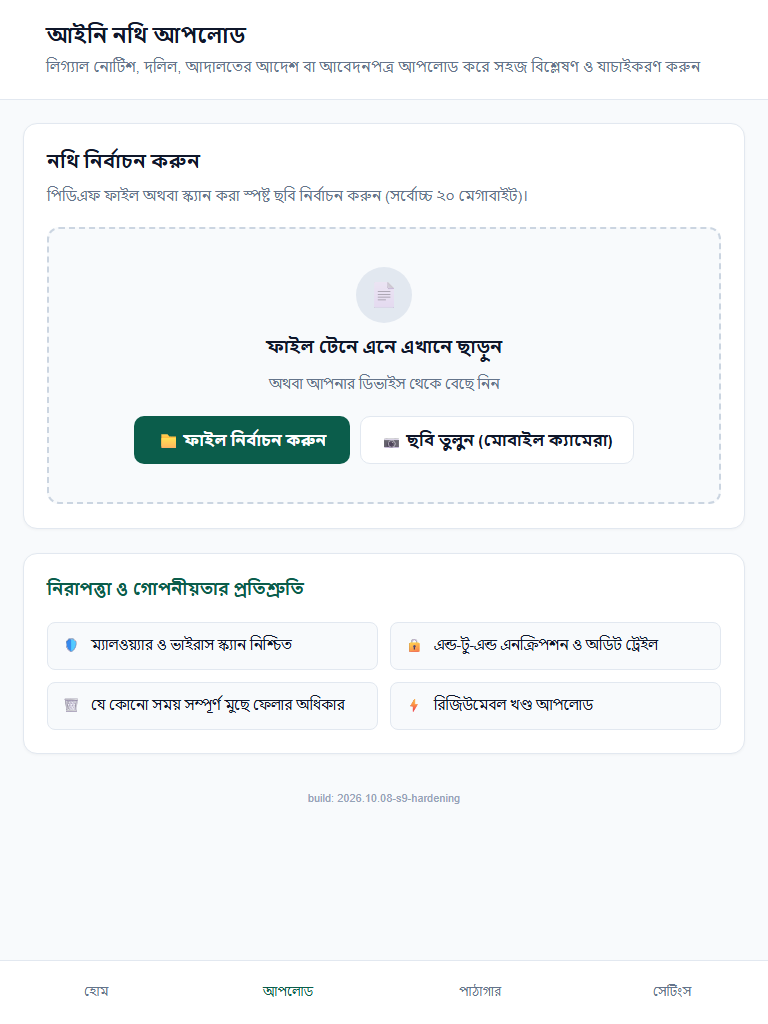 আইনি নথি আপলোড
লিগ্যাল নোটিশ, দলিল, আদালতের আদেশ বা আবেদনপত্র আপলোড করে সহজ বিশ্লেষণ ও যাচাইকরণ করুন
নথি নির্বাচন করুন
পিডিএফ ফাইল অথবা স্ক্যান করা স্পষ্ট ছবি নির্বাচন করুন (সর্বোচ্চ ২০ মেগাবাইট)।
ফাইল টেনে এনে এখানে ছাড়ুন
অথবা আপনার ডিভাইস থেকে বেছে নিন
ফাইল নির্বাচন করুন
ছবি তুলুন (মোবাইল ক্যামেরা)
নিরাপত্তা ও গোপনীয়তার প্রতিশ্রুতি
ম্যালওয়্যার ও ভাইরাস স্ক্যান নিশ্চিত
এন্ড-টু-এন্ড এনক্রিপশন ও অডিট ট্রেইল
যে কোনো সময় সম্পূর্ণ মুছে ফেলার অধিকার
রিজিউমেবল খণ্ড আপলোড
build: 2026.10.08-s9-hardening
হোম
আপলোড
পাঠাগার
সেটিংস